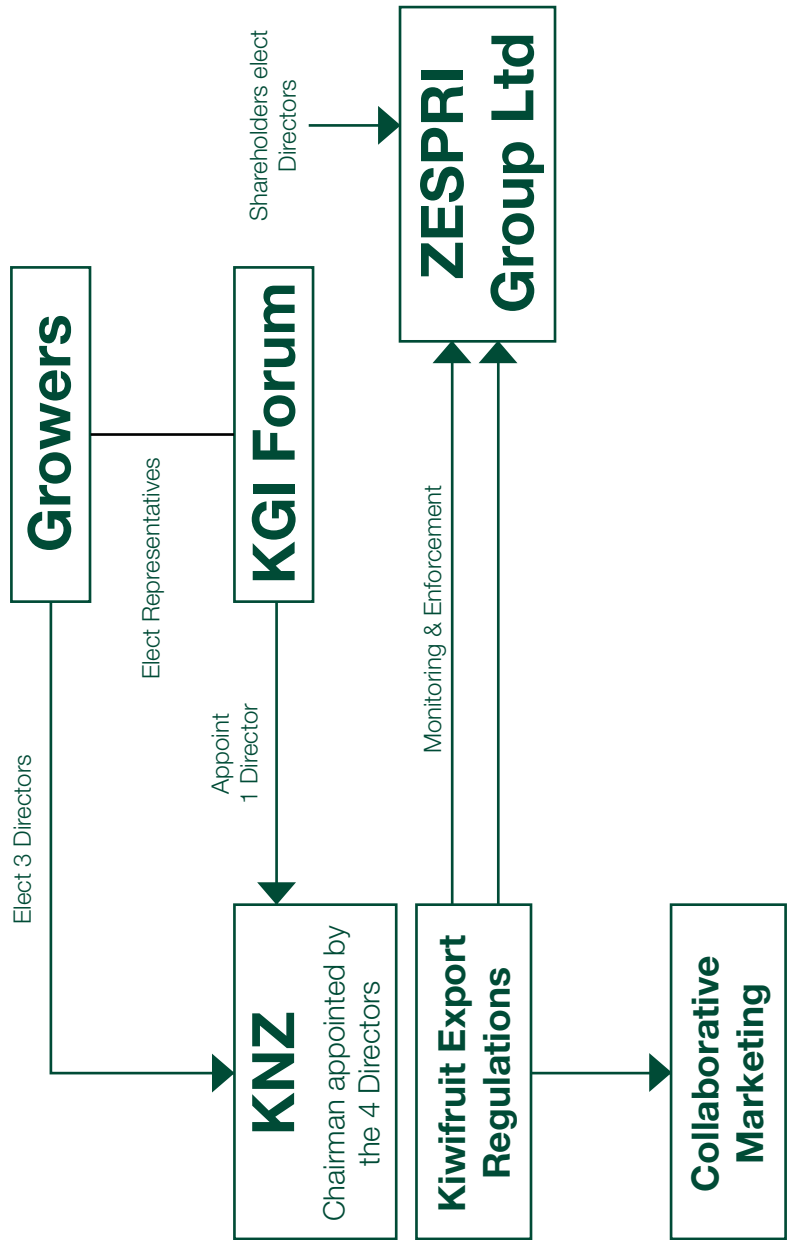 Elect 3 Directors
Growers
Elect Representatives
KNZ
Chairman appointed by
the 4 Directors
Appoint
1 Director
KGI Forum
Shareholders elect
Directors
Kiwifruit Export
Regulations
Monitoring & Enforcement
ZESPRI
Group Ltd
Collaborative
Marketing